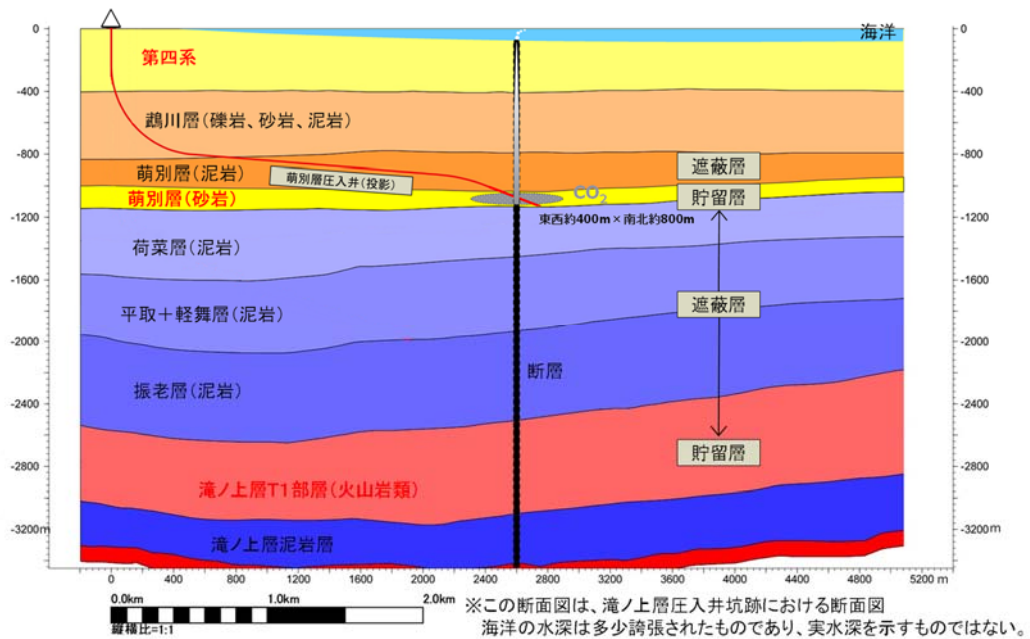 0
0
海洋
第四系
-400
-400
鵡川層(礫岩、砂岩、泥岩)
-800
-800
萌別層(泥岩)
萌別層圧入井(投影)
遮蔽層
萌別層(砂岩)
CO2
貯留層
-1200
-1200
東西約400m×南北約800m
荷菜層(泥岩)
-1600
-1600
平取+軽舞層(泥岩)
遮蔽層
-2000
-2000
断層
振老層(泥岩)
-2400
-2400
貯留層
-2800
-2800
滝ノ上層T1部層(火山岩類)
-3200m
-3200m
滝ノ上層泥岩層
0 400 800 1200 1600 2000 2400 2800 3200 3600 4000 4400 4800 5200 m
0.0km 1.0km 2.0km
縦横比=1:1
※この断面図は、滝ノ上層圧入井坑跡における断面図
海洋の水深は多少誇張されたものであり、実水深を示すものではない。